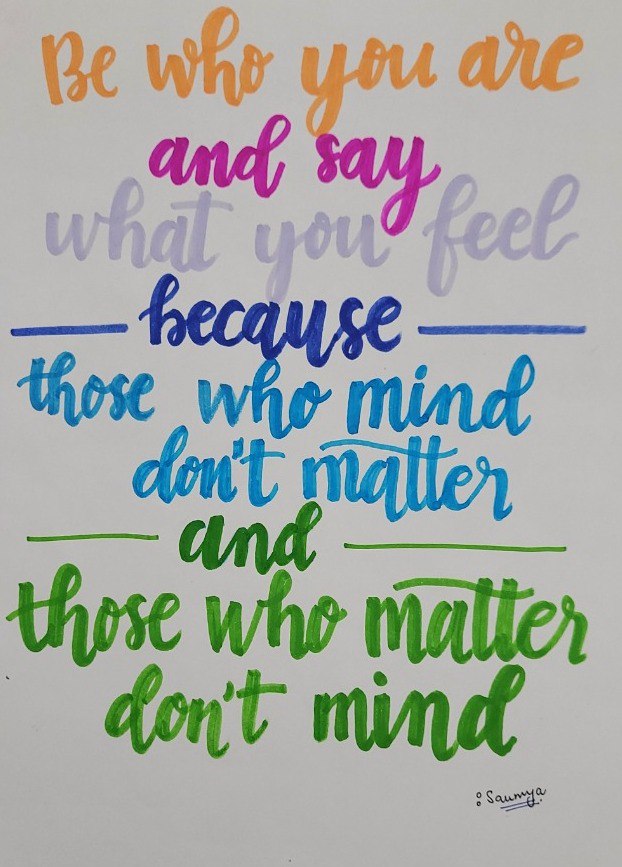 Be who you are
and say
what you feel
because
those who mind
don't matter
and
those who matter
don't mind
: Saumya